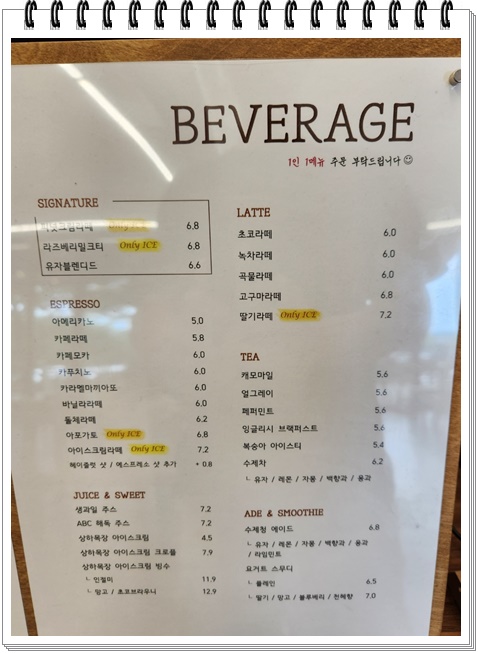 BEVERAGE
1인 1메뉴 주문 부탁드립니다
SIGNATURE
Only ICE 6.8
라즈베리밀크티 Only ICE 6.8
유자블렌디드 6.6
ESPRESSO
아메리카노 5.0
카페라떼 5.8
카페모카 6.0
카푸치노 6.0
카라멜마끼아또 6.0
바닐라라떼 6.0
돌체라떼 6.2
아포가토 Only ICE 6.8
아이스크림라떼 Only ICE 7.2
헤이즐넛 샷 / 에스프레소 샷 추가 + 0.8
JUICE & SWEET
생과일 주스 7.2
ABC 해독 주스 7.2
상하목장 아이스크림 4.5
상하목장 아이스크림 크로플 7.9
상하목장 아이스크림 빙수
ㄴ 인절미 11.9
ㄴ 망고 / 초코브라우니 12.9
LATTE
초코라떼 6.0
녹차라떼 6.0
곡물라떼 6.0
고구마라떼 6.8
딸기라떼 Only ICE 7.2
TEA
캐모마일 5.6
얼그레이 5.6
페퍼민트 5.6
잉글리시 브랙퍼스트 5.6
복숭아 아이스티 5.4
수제차 6.2
ㄴ 유자 / 레몬 / 자몽 / 백향과 / 용과
ADE & SMOOTHIE
수제청 에이드 6.8
ㄴ 유자 / 레몬 / 자몽 / 백향과 / 용과
/ 라임민트
요거트 스무디
ㄴ 플레인 6.5
ㄴ 딸기 / 망고 / 블루베리 / 천혜향 7.0